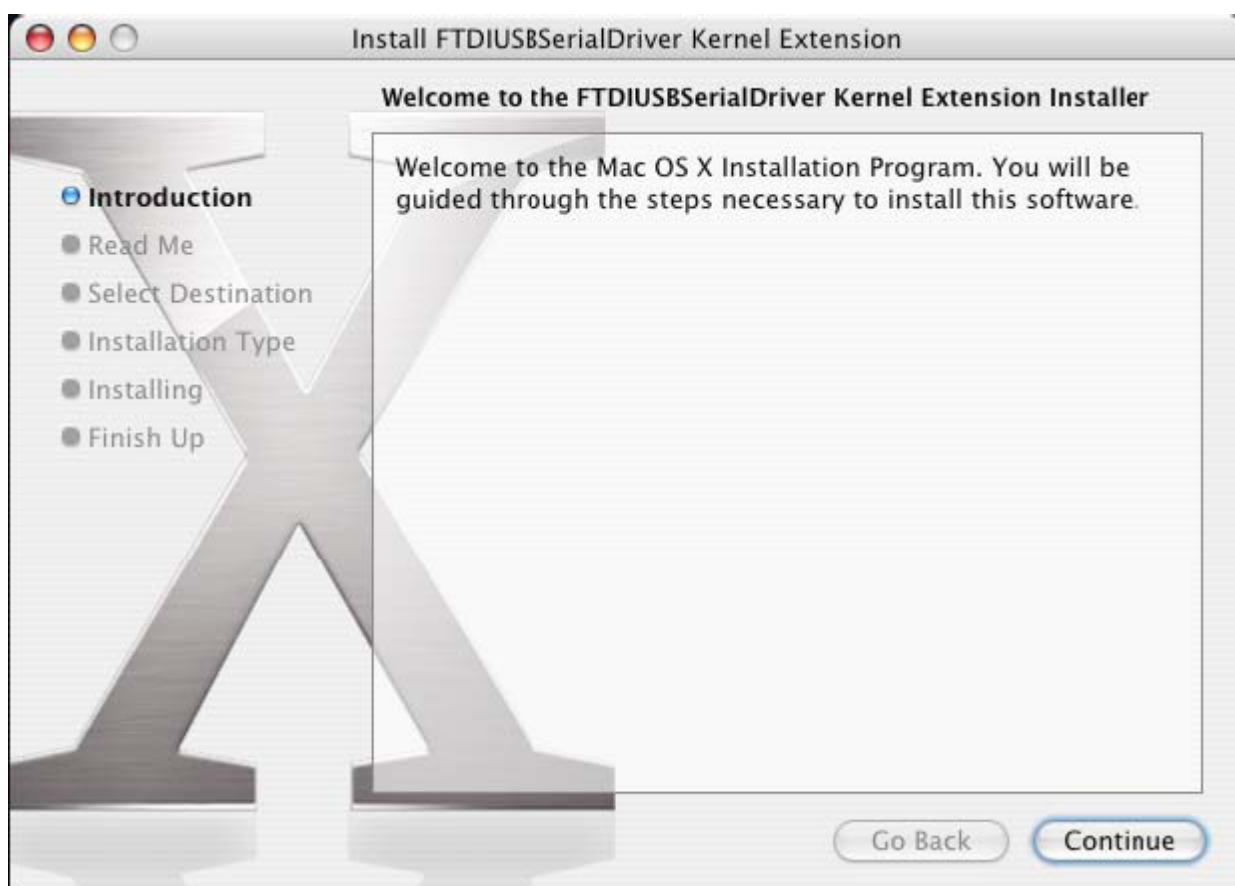 Install FTDIUSBSerialDriver Kernel Extension
Welcome to the FTDIUSBSerialDriver Kernel Extension Installer
Introduction
Read Me
Select Destination
Installation Type
Installing
Finish Up
Welcome to the Mac OS X Installation Program. You will be
guided through the steps necessary to install this software.
Go Back
Continue